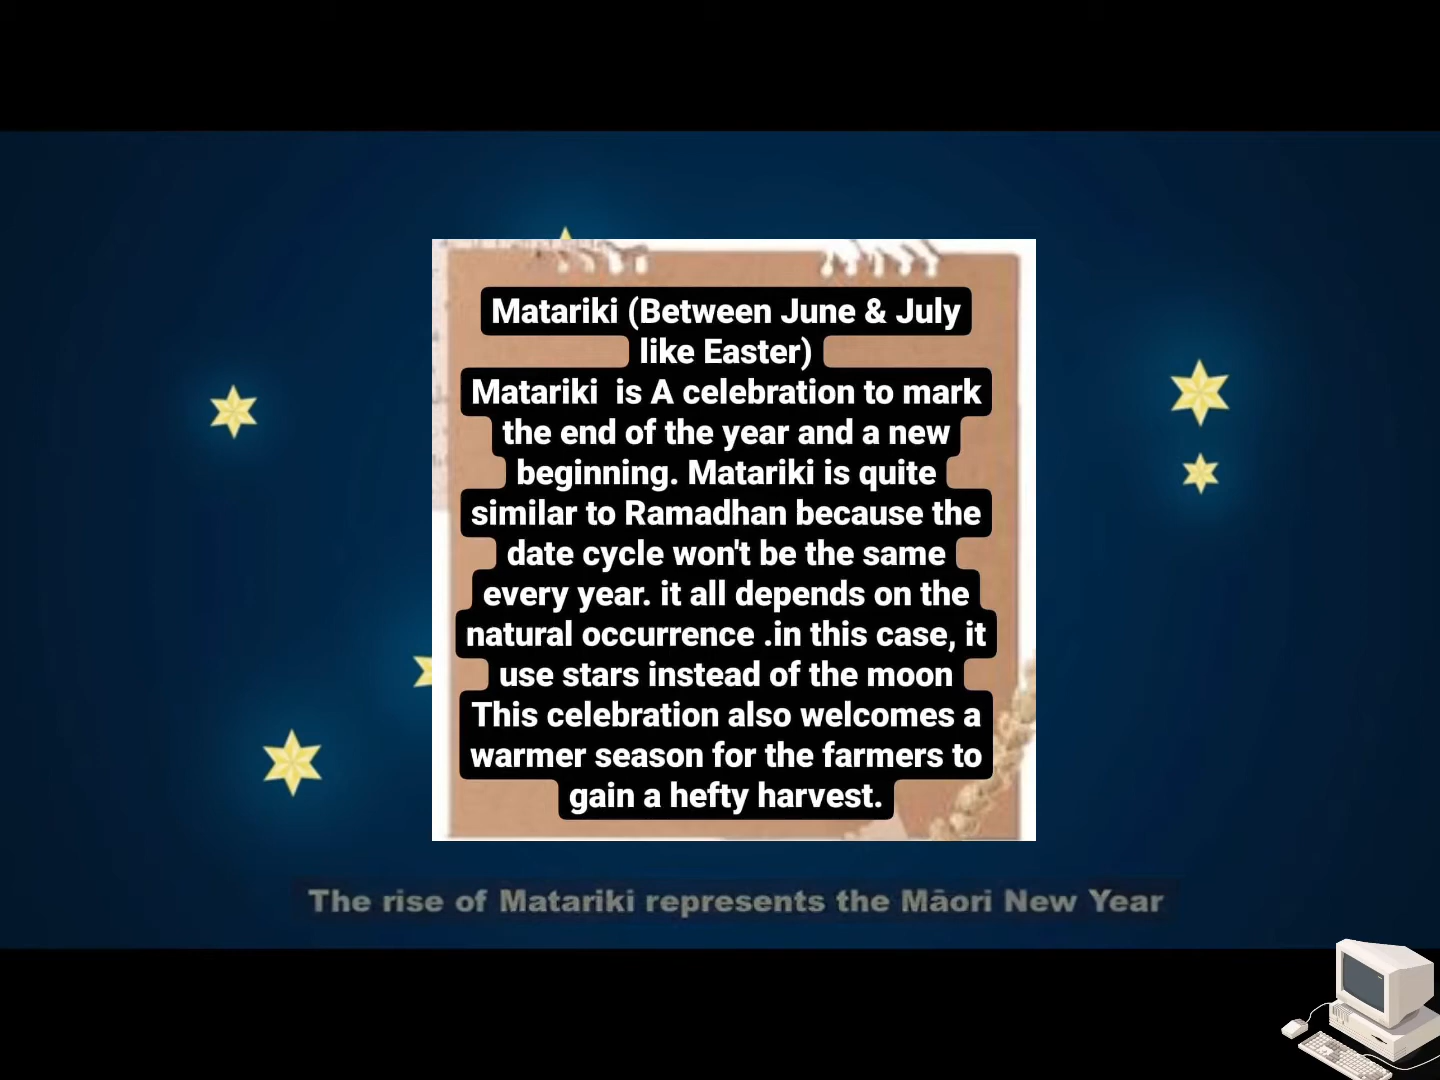 Matariki (Between June & July
like Easter)
Matariki  is A celebration to mark
the end of the year and a new
beginning. Matariki is quite
similar to Ramadhan because the
date cycle won't be the same
every year. it all depends on the
natural occurrence .in this case, it
use stars instead of the moon
This celebration also welcomes a
warmer season for the farmers to
gain a hefty harvest.
The rise of Matariki represents the Māori New Year